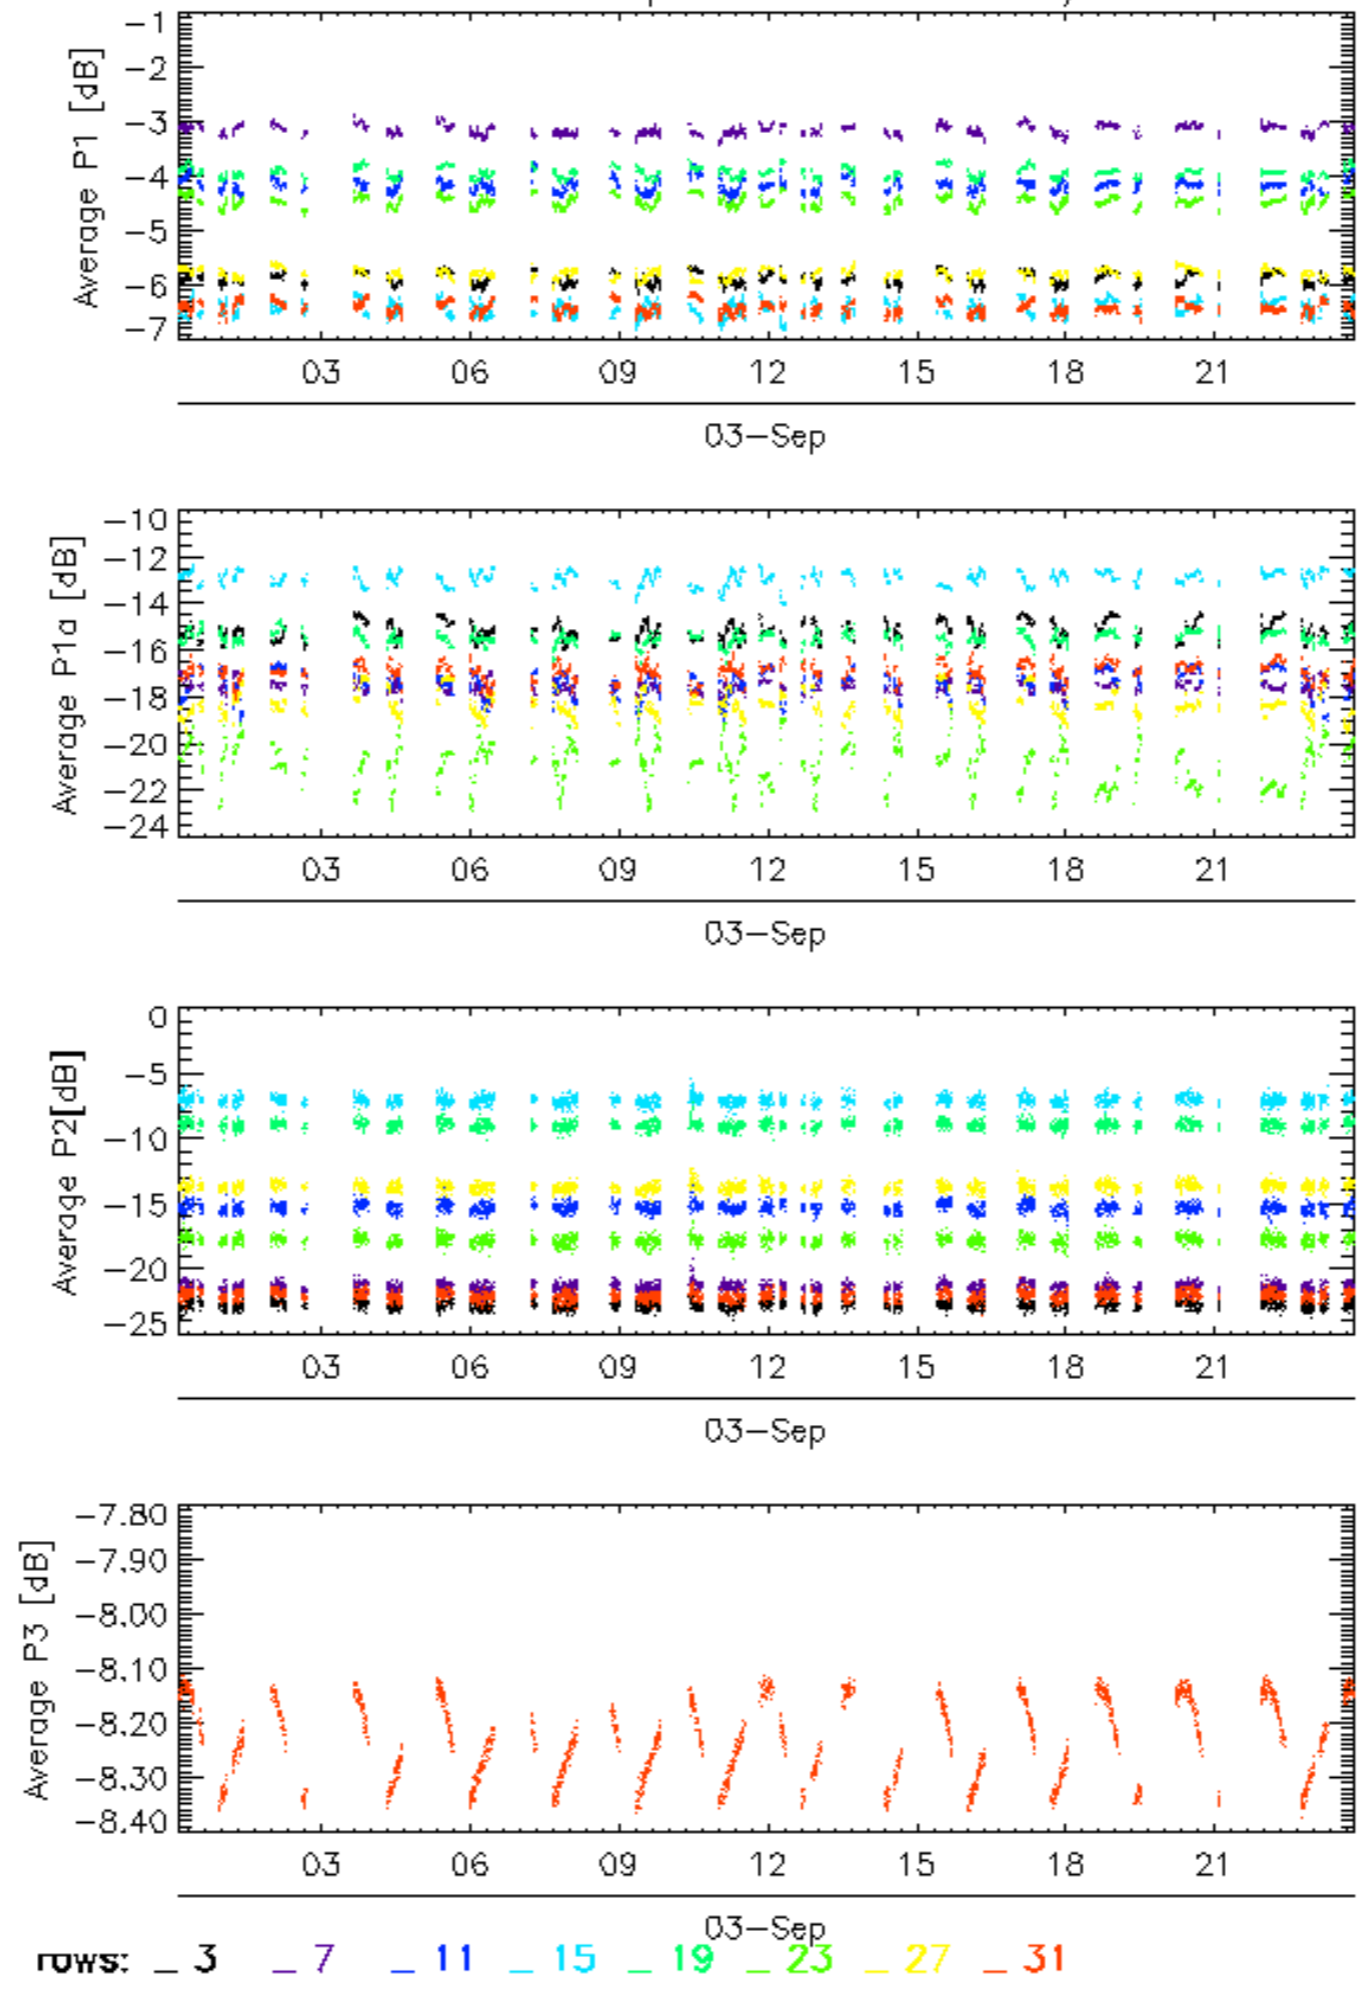 -1
-2
-3
-4
-5
-6
-7
Average P1 [dB]
03 06 09 12 15 18 21
03-Sep
-10
-12
-14
-16
-18
-20
-22
-24
Average P1a [dB]
03 06 09 12 15 18 21
03-Sep
0
-5
-10
-15
-20
-25
Average P2[dB]
03 06 09 12 15 18 21
03-Sep
-7.80
-7.90
-8.00
-8.10
-8.20
-8.30
-8.40
Average P3 [dB]
03 06 09 12 15 18 21
03-Sep
rows: _ 3 _ 7 _ 11 _ 15 _ 19 _ 23 _ 27 _ 31